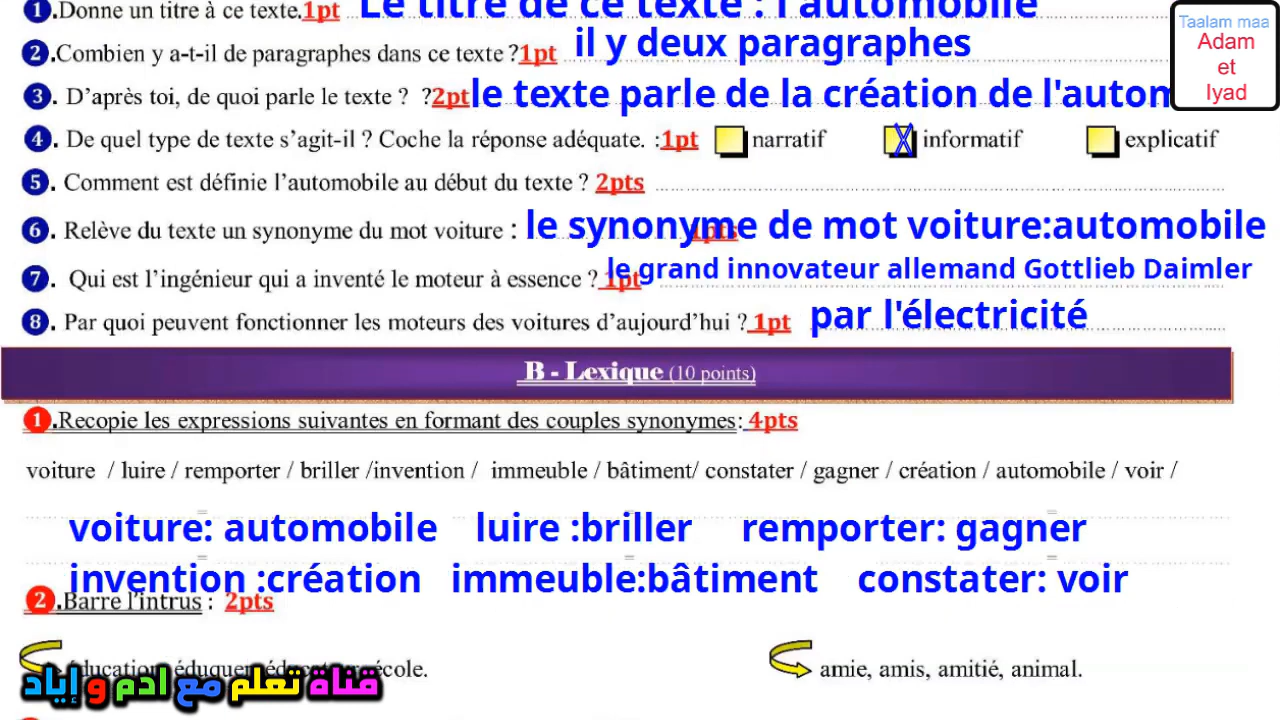 1.Donne un titre à ce texte.1pt Le titre de ce texte : l'automobile
2.Combien y a-t-il de paragraphes dans ce texte ?1pt il y deux paragraphes
3. D'après toi, de quoi parle le texte ? ?2pt le texte parle de la création de l'autom
4. De quel type de texte s'agit-il ? Coche la réponse adéquate. :1pt narratif X informatif explicatif
5. Comment est définie l'automobile au début du texte ? 2pts
6. Relève du texte un synonyme du mot voiture : 1pts le synonyme de mot voiture:automobile
7. Qui est l'ingénieur qui a inventé le moteur à essence ? 1pt le grand innovateur allemand Gottlieb Daimler
8. Par quoi peuvent fonctionner les moteurs des voitures d'aujourd'hui ? 1pt par l'électricité
Taalam maa
Adam
et
Iyad
B - Lexique (10 points)
1.Recopie les expressions suivantes en formant des couples synonymes: 4pts
voiture / luire / remporter / briller /invention / immeuble / bâtiment/ constater / gagner / création / automobile / voir /
= = =
voiture: automobile luire :briller remporter: gagner
= = =
invention :création immeuble:bâtiment constater: voir
2.Barre l'intrus : 2pts
éducation, éduquer, école. amie, amis, amitié, animal.
قناة تعلم مع ادم و إياد